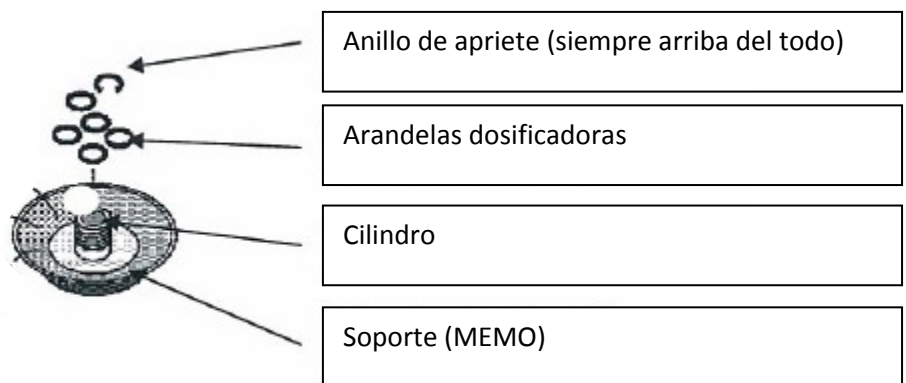 Anillo de apriete (siempre arriba del todo)
Arandelas dosificadoras
Cilindro
Soporte (MEMO)